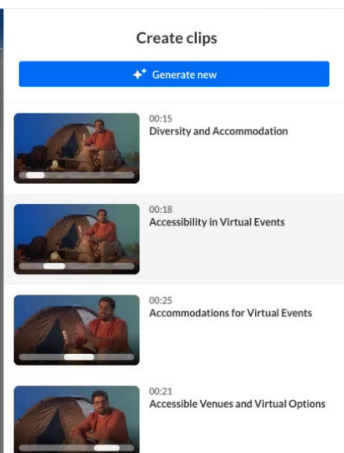 Create clips
Generate new
00:15
Diversity and Accommodation
00:18
Accessibility in Virtual Events
00:25
Accommodations for Virtual Events
00:21
Accessible Venues and Virtual Options